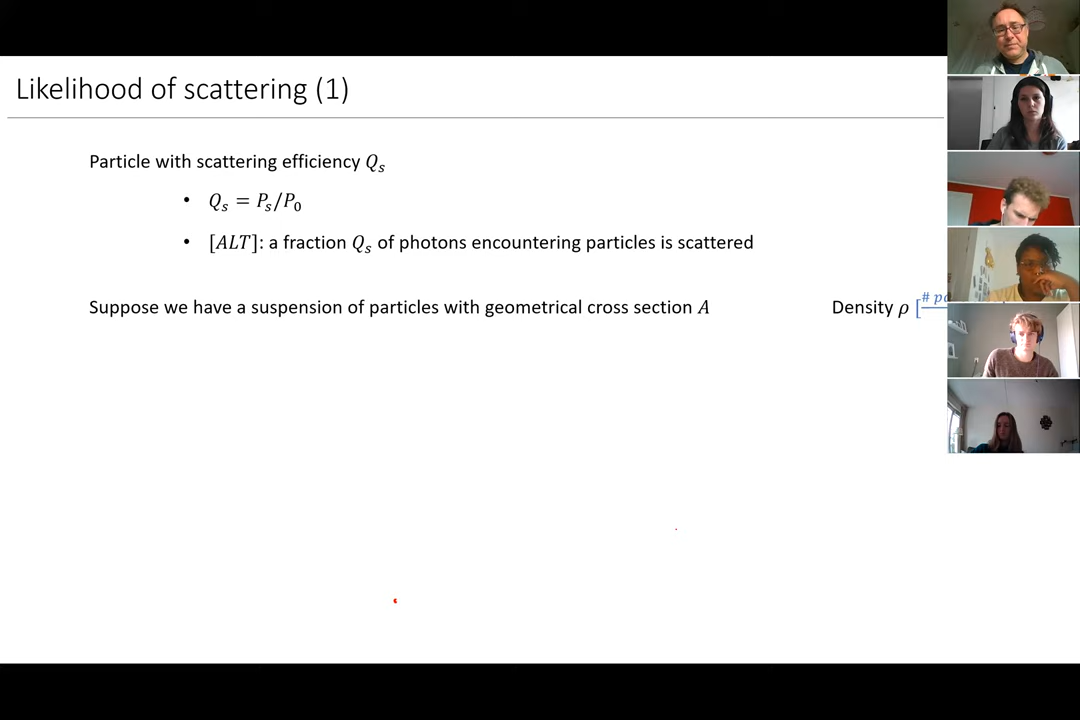 Likelihood of scattering (1)
Particle with scattering efficiency Qₛ
• Qₛ = Pₛ/P₀
• [ALT]: a fraction Qₛ of photons encountering particles is scattered
Suppose we have a suspension of particles with geometrical cross section A Density ρ [#